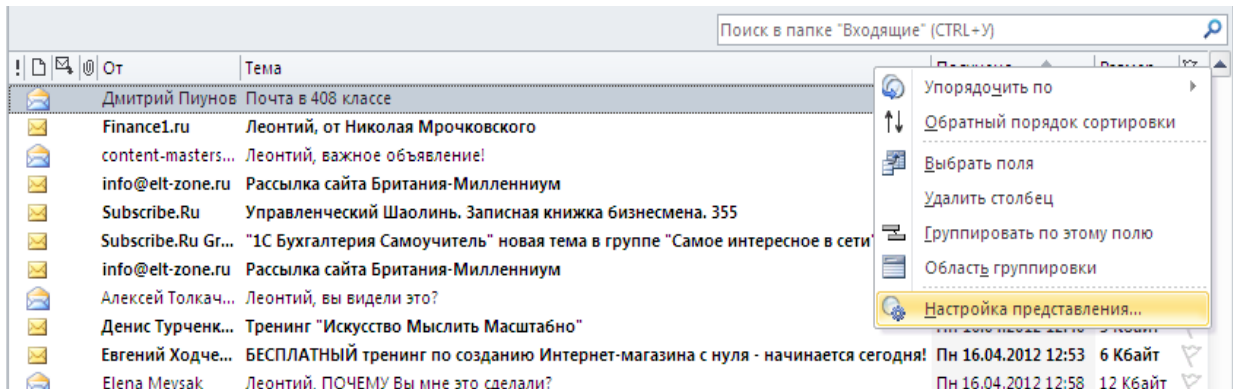 Поиск в папке "Входящие" (CTRL+У)
! От Тема
Упорядочить по
Дмитрий Пиунов Почта в 408 классе
Обратный порядок сортировки
Finance1.ru Леонтий, от Николая Мрочковского
content-masters... Леонтий, важное объявление!
Выбрать поля
info@elt-zone.ru Рассылка сайта Британия-Милленниум
Удалить столбец
Subscribe.Ru Управленческий Шаолинь. Записная книжка бизнесмена. 355
Subscribe.Ru Gr... "1С Бухгалтерия Самоучитель" новая тема в группе "Самое интересное в сети"
Группировать по этому полю
info@elt-zone.ru Рассылка сайта Британия-Милленниум
Область группировки
Алексей Толкач... Леонтий, вы видели это?
Настройка представления...
Денис Турченк... Тренинг "Искусство Мыслить Масштабно"
Евгений Ходче... БЕСПЛАТНЫЙ тренинг по созданию Интернет-магазина с нуля - начинается сегодня! Пн 16.04.2012 12:53 6 Кбайт
Elena Meysak Леонтий, ПОЧЕМУ Вы мне это сделали? Пн 16.04.2012 12:58 12 Кбайт